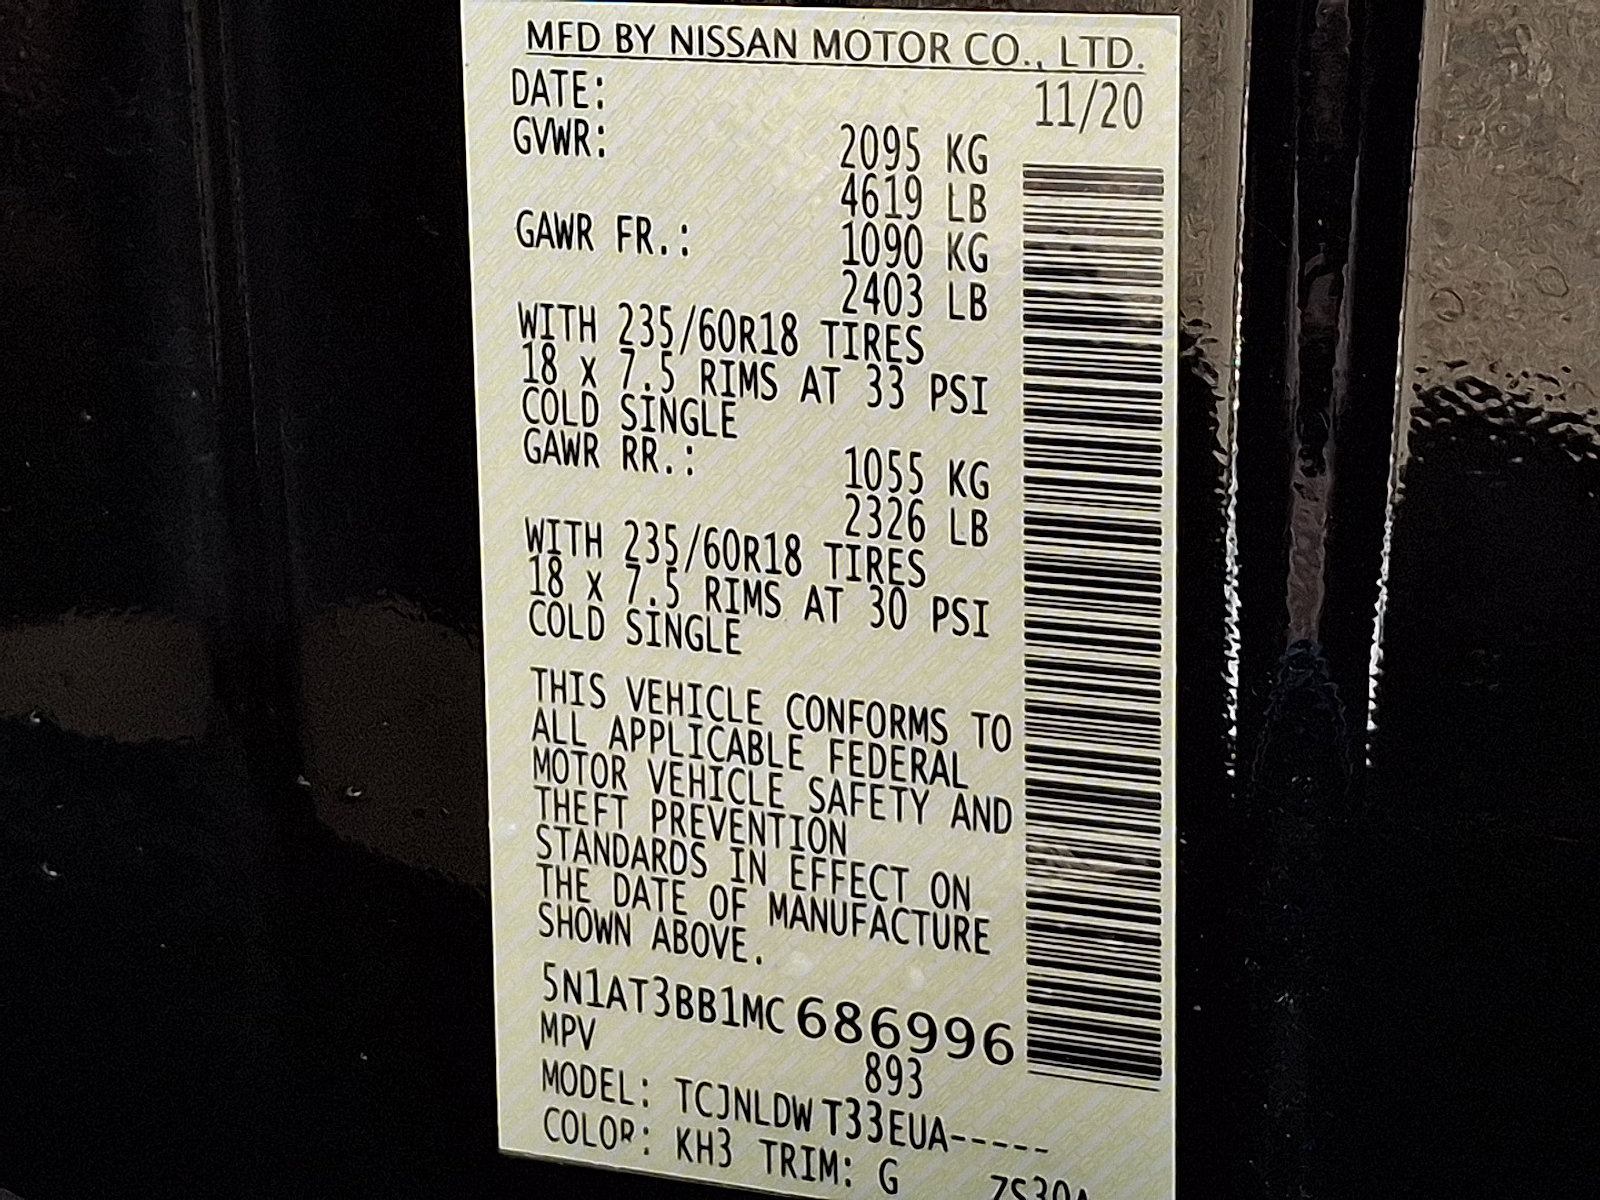 MFD BY NISSAN MOTOR CO., LTD.
DATE: 11/20
GVWR: 2095 KG
4619 LB
GAWR FR.: 1090 KG
2403 LB
WITH 235/60R18 TIRES
18 x 7.5 RIMS AT 33 PSI
COLD SINGLE
GAWR RR.: 1055 KG
2326 LB
WITH 235/60R18 TIRES
18 x 7.5 RIMS AT 30 PSI
COLD SINGLE
THIS VEHICLE CONFORMS TO
ALL APPLICABLE FEDERAL
MOTOR VEHICLE SAFETY AND
THEFT PREVENTION
STANDARDS IN EFFECT ON
THE DATE OF MANUFACTURE
SHOWN ABOVE.
5N1AT3BB1MC686996
MPV 893
MODEL: TCJNLDW T33EUA-----
COLOR: KH3 TRIM: G